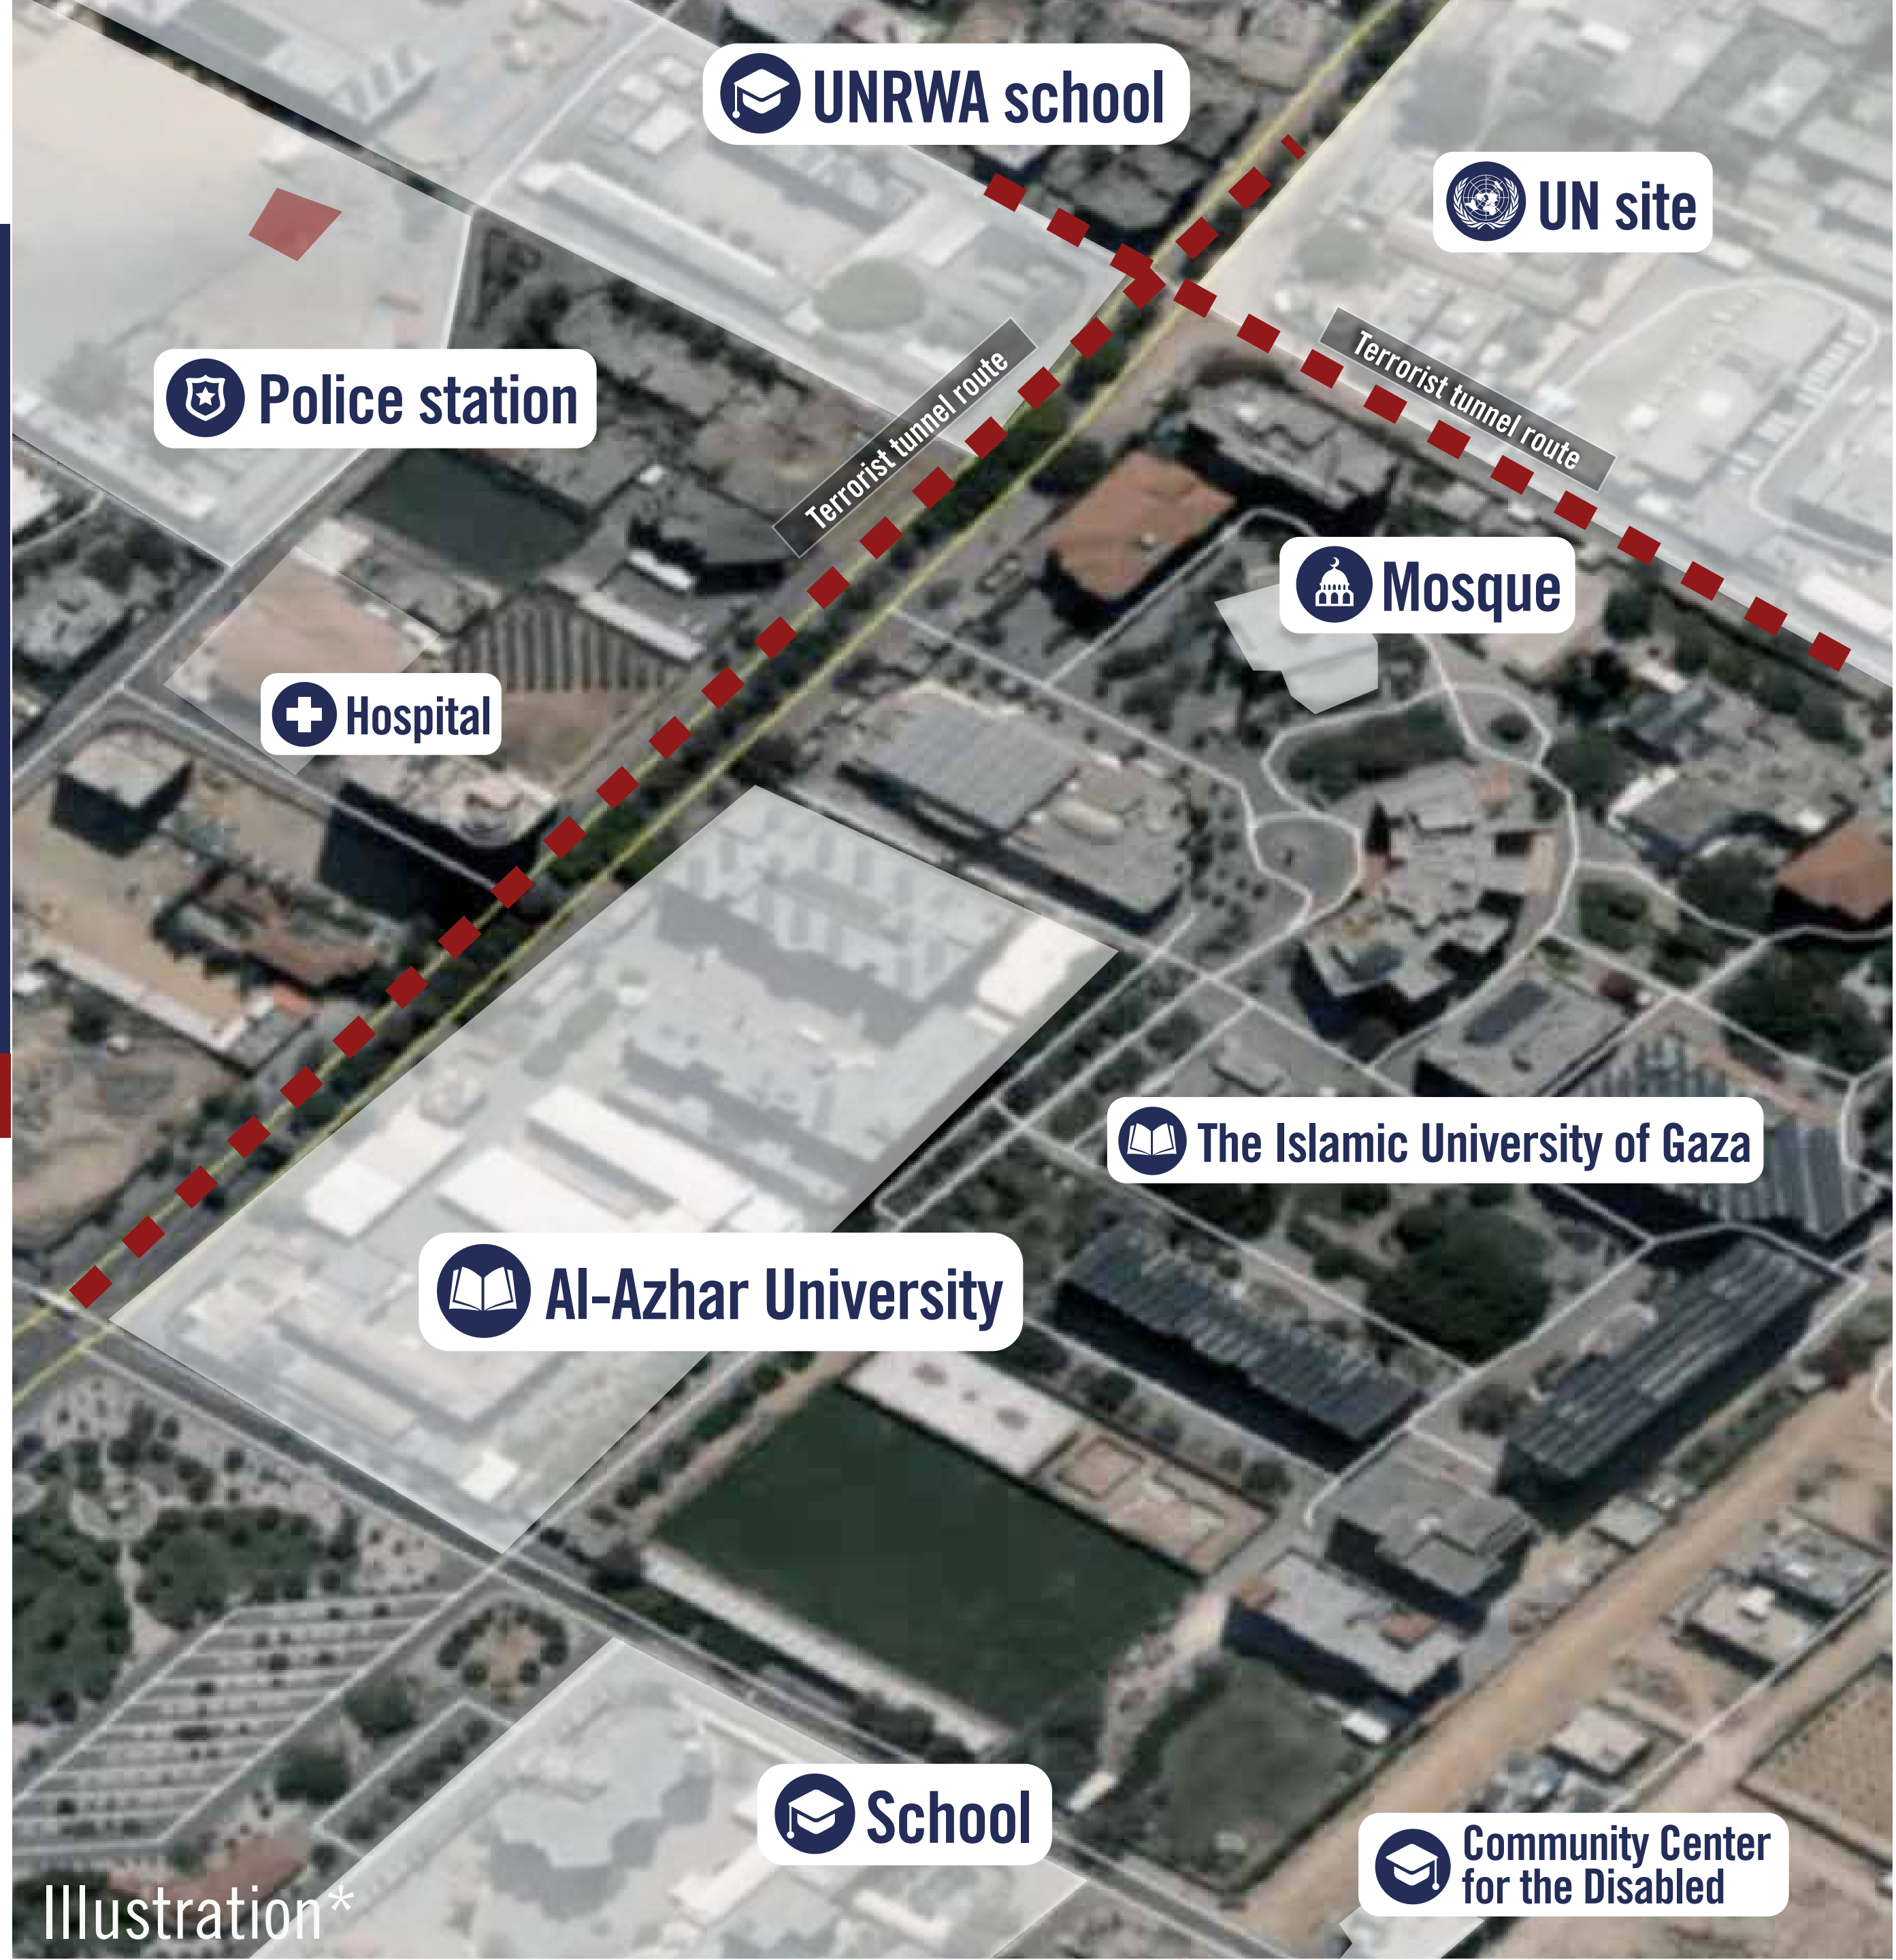 UNRWA school
UN site
Terrorist tunnel route
Terrorist tunnel route
Police station
Mosque
Hospital
The Islamic University of Gaza
Al-Azhar University
School
Community Center
for the Disabled
Illustration*